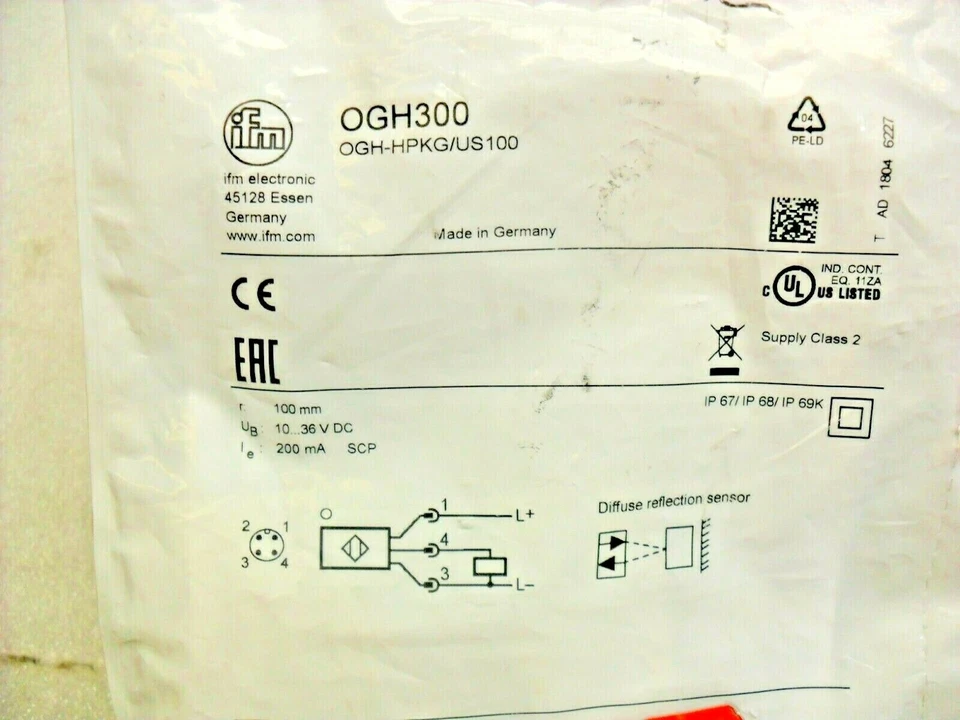 ifm
OGH300
OGH-HPKG/US100
ifm electronic
45128 Essen
Germany
www.ifm.com
Made in Germany
04
PE-LD
T AD 1804 6227
CE
EAC
C UL US LISTED
IND. CONT.
EQ. 11ZA
Supply Class 2
r: 100 mm
UB: 10...36 V DC
Ie: 200 mA SCP
IP 67/ IP 68/ IP 69K
2 1
3 4
1 L+
4
3 L-
Diffuse reflection sensor